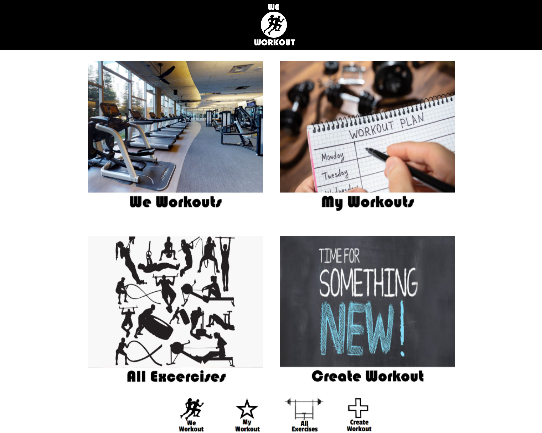 WE
WORKOUT
WORKOUT PLAN
Monday
Tuesday
Wednesday
We Workouts
My Workouts
TIME FOR
SOMETHING
NEW!
All Excercises
Create Workout
We
Workout
My
Workout
All
Exercises
Create
Workout